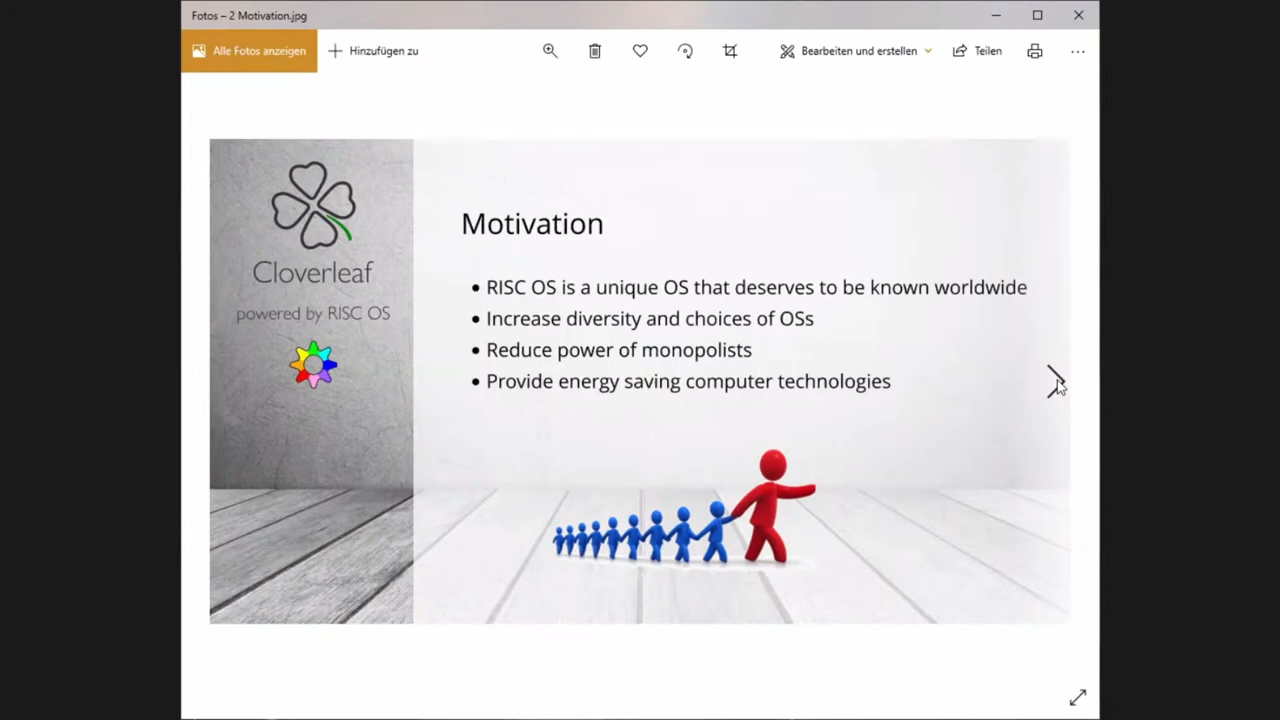 Fotos – 2 Motivation.jpg
Alle Fotos anzeigen
Hinzufügen zu
Bearbeiten und erstellen
Teilen
Cloverleaf
powered by RISC OS
Motivation
• RISC OS is a unique OS that deserves to be known worldwide
• Increase diversity and choices of OSs
• Reduce power of monopolists
• Provide energy saving computer technologies